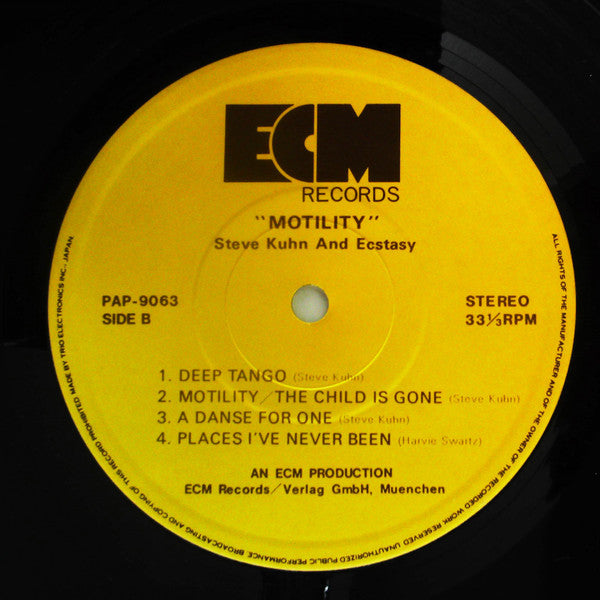 ECM
RECORDS
"MOTILITY"
Steve Kuhn And Ecstasy
PAP-9063
SIDE B
STEREO
33⅓RPM
1. DEEP TANGO (Steve Kuhn)
2. MOTILITY/THE CHILD IS GONE (Steve Kuhn)
3. A DANSE FOR ONE (Steve Kuhn)
4. PLACES I'VE NEVER BEEN (Harvie Swartz)
AN ECM PRODUCTION
ECM Records/Verlag GmbH, Muenchen
ALL RIGHTS OF THE MANUFACTURER AND OF THE OWNER OF THE RECORDED WORK RESERVED UNAUTHORIZED PUBLIC PERFORMANCE BROADCASTING AND COPYING OF THIS RECORD PROHIBITED MADE BY TRIO ELECTRONICS INC.-JAPAN.